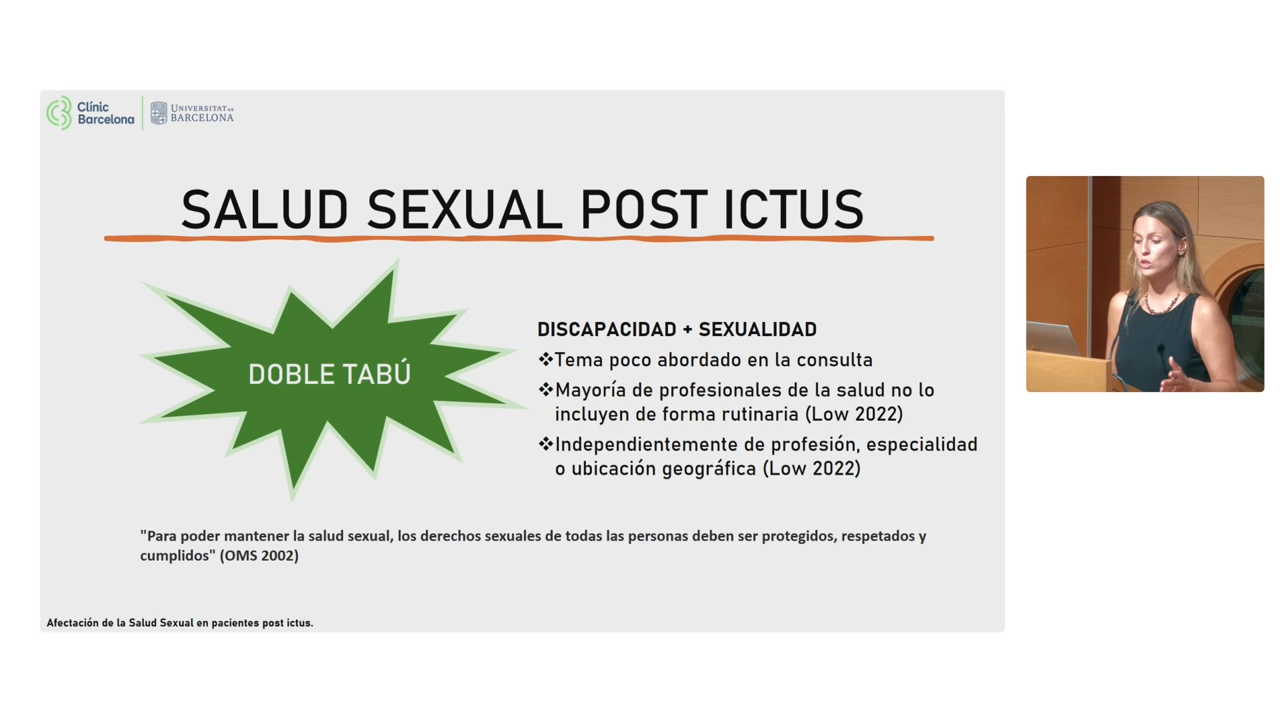 Clínic
Barcelona
UNIVERSITAT DE
BARCELONA
SALUD SEXUAL POST ICTUS
DOBLE TABÚ
DISCAPACIDAD + SEXUALIDAD
❖Tema poco abordado en la consulta
❖Mayoría de profesionales de la salud no lo
incluyen de forma rutinaria (Low 2022)
❖Independientemente de profesión, especialidad
o ubicación geográfica (Low 2022)
"Para poder mantener la salud sexual, los derechos sexuales de todas las personas deben ser protegidos, respetados y
cumplidos" (OMS 2002)
Afectación de la Salud Sexual en pacientes post ictus.